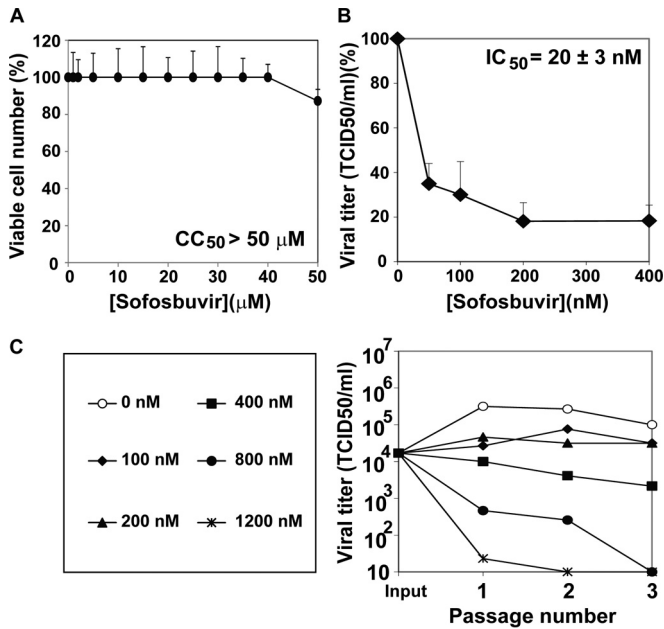 A
120
100
80
60
40
20
0
Viable cell number (%)
CC50 > 50 μM
0 10 20 30 40 50
[Sofosbuvir](μM)
B
100
80
60
40
20
0
Viral titer (TCID50/ml)(%)
IC50 = 20 ± 3 nM
0 100 200 300 400
[Sofosbuvir](nM)
C
0 nM 400 nM
100 nM 800 nM
200 nM 1200 nM
10^7
10^6
10^5
10^4
10^3
10^2
10
Viral titer (TCID50/ml)
Input 1 2 3
Passage number